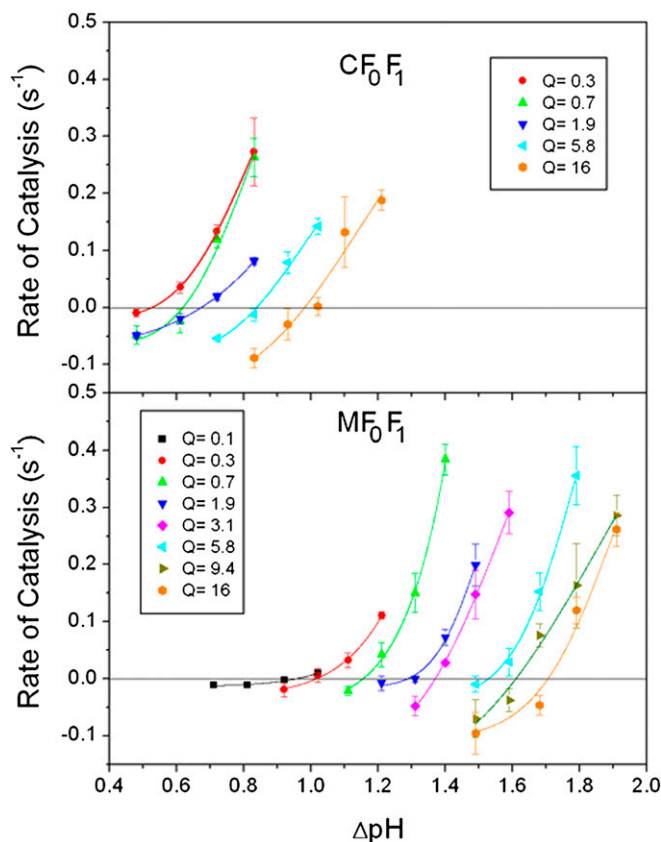 CF₀F₁
Q= 0.3
Q= 0.7
Q= 1.9
Q= 5.8
Q= 16
Rate of Catalysis (s⁻¹)
0.5
0.4
0.3
0.2
0.1
0.0
-0.1
MF₀F₁
Q= 0.1
Q= 0.3
Q= 0.7
Q= 1.9
Q= 3.1
Q= 5.8
Q= 9.4
Q= 16
Rate of Catalysis (s⁻¹)
0.5
0.4
0.3
0.2
0.1
0.0
-0.1
0.4 0.6 0.8 1.0 1.2 1.4 1.6 1.8 2.0
ΔpH